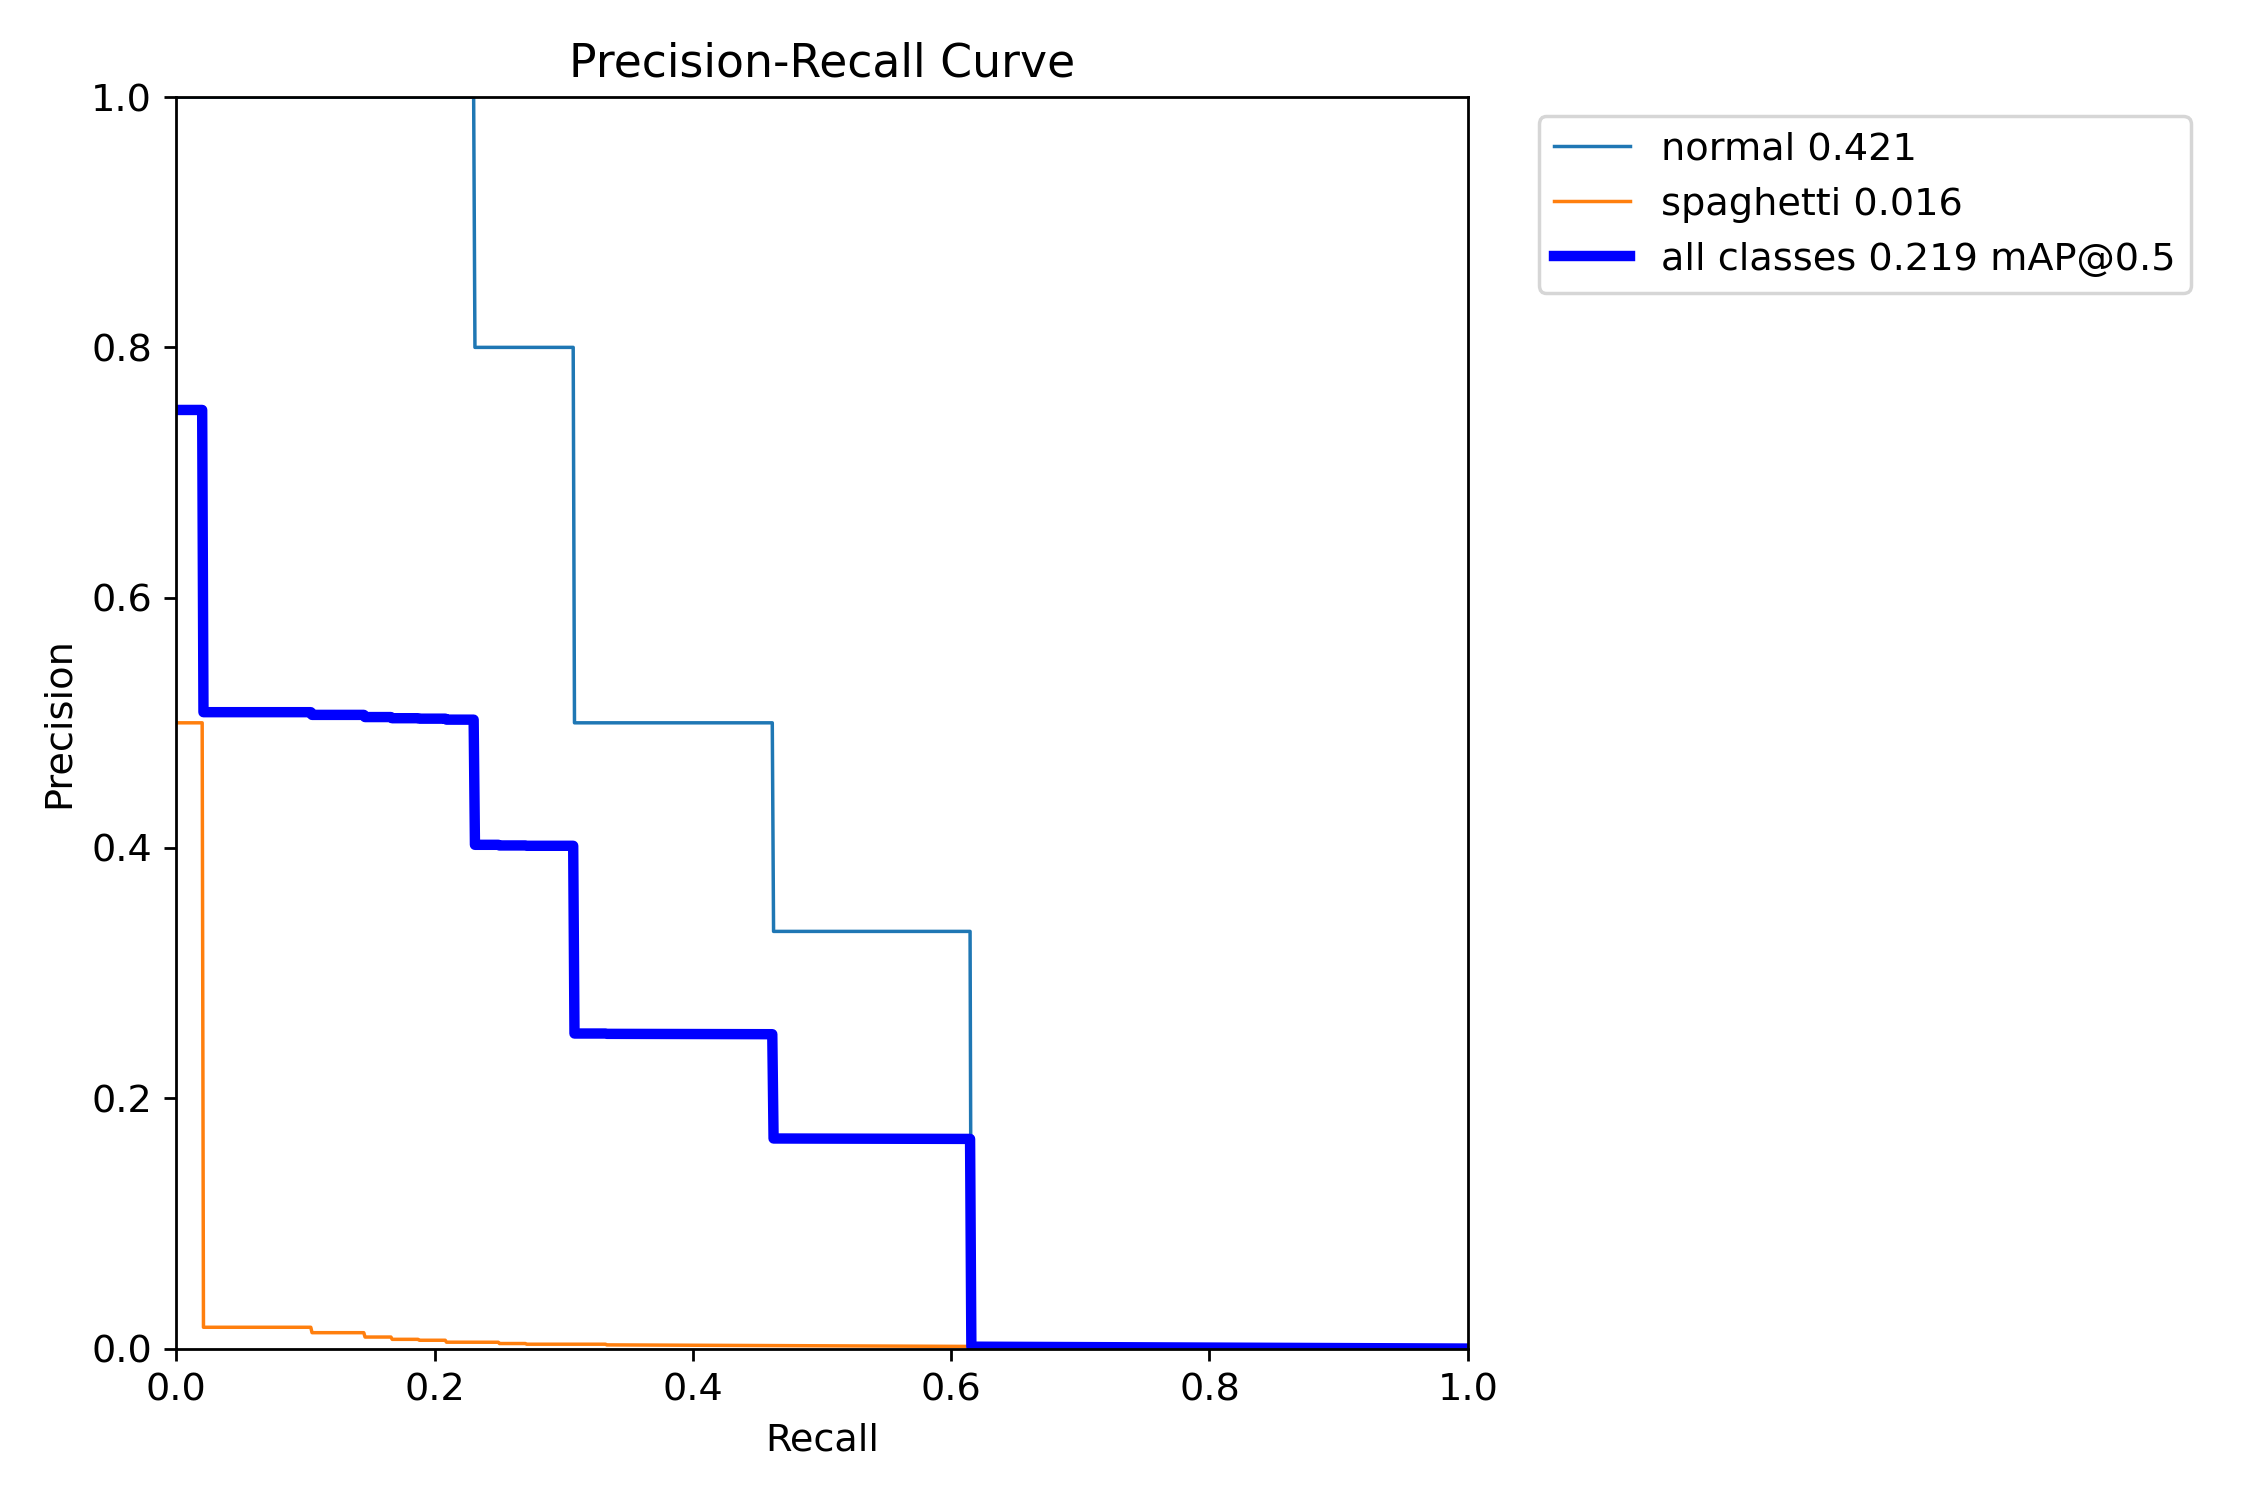 Precision-Recall Curve
1.0
0.8
0.6
0.4
0.2
0.0
Precision
0.0 0.2 0.4 0.6 0.8 1.0
Recall
normal 0.421
spaghetti 0.016
all classes 0.219 mAP@0.5